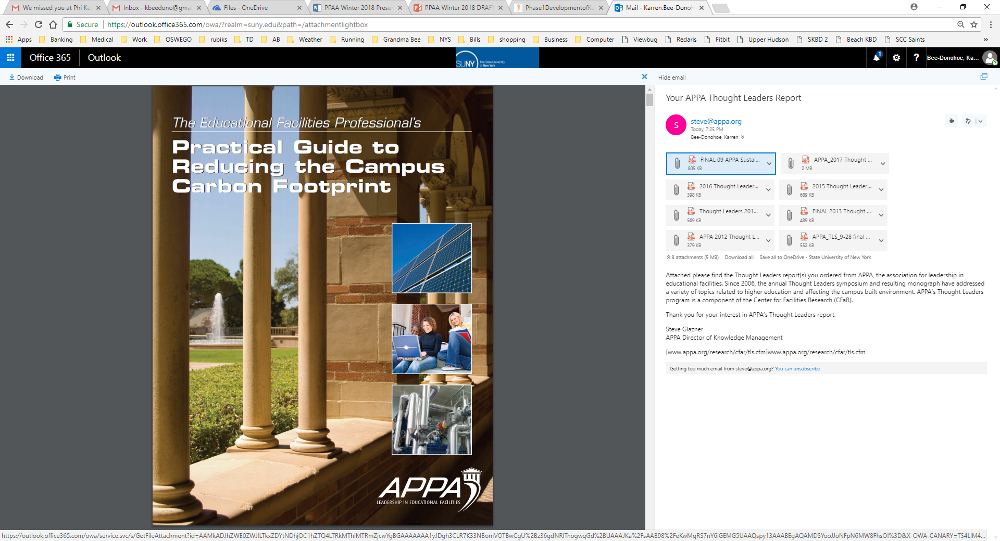 We missed you at Phi Ka
Inbox - kbeedono@gma
Files - OneDrive
PPAA Winter 2018 Preser
PPAA Winter 2018 DRAF
Phase1DevelopmentofKe
Mail - Karren.Bee-Donoh
Secure
https://outlook.office365.com/owa/?realm=suny.edu&path=/attachmentlightbox
Apps Banking Medical Work OSWEGO rubiks TD AB Weather Running Grandma Bee NYS Bills shopping Business Computer Viewbug Redaris Fitbit Upper Hudson SKBD 2 Beach KBD SCC Saints »
Office 365 Outlook
SUNY The State University of New York
1
?
Bee-Donohoe, Ka...
Download Print
Hide email
The Educational Facilities Professional's
Practical Guide to
Reducing the Campus
Carbon Footprint
APPA
LEADERSHIP IN EDUCATIONAL FACILITIES
Your APPA Thought Leaders Report
S
steve@appa.org
Today, 7:25 PM
Bee-Donohoe, Karren
FINAL 09 APPA Sustai...
805 KB
APPA_2017 Thought ...
2 MB
2016 Thought Leader...
398 KB
2015 Thought Leader...
689 KB
Thought Leaders 201...
569 KB
FINAL 2013 Thought ...
489 KB
APPA 2012 Thought L...
379 KB
APPA_TLS_9-28 final ...
552 KB
8 attachments (5 MB) Download all Save all to OneDrive - State University of New York
Attached please find the Thought Leaders report(s) you ordered from APPA, the association for leadership in
educational facilities. Since 2006, the annual Thought Leaders symposium and resulting monograph have addressed
a variety of topics related to higher education and affecting the campus built environment. APPA's Thought Leaders
program is a component of the Center for Facilities Research (CFaR).
Thank you for your interest in APPA's Thought Leaders report.
Steve Glazner
APPA Director of Knowledge Management
[www.appa.org/research/cfar/tls.cfm]www.appa.org/research/cfar/tls.cfm
Getting too much email from steve@appa.org? You can unsubscribe